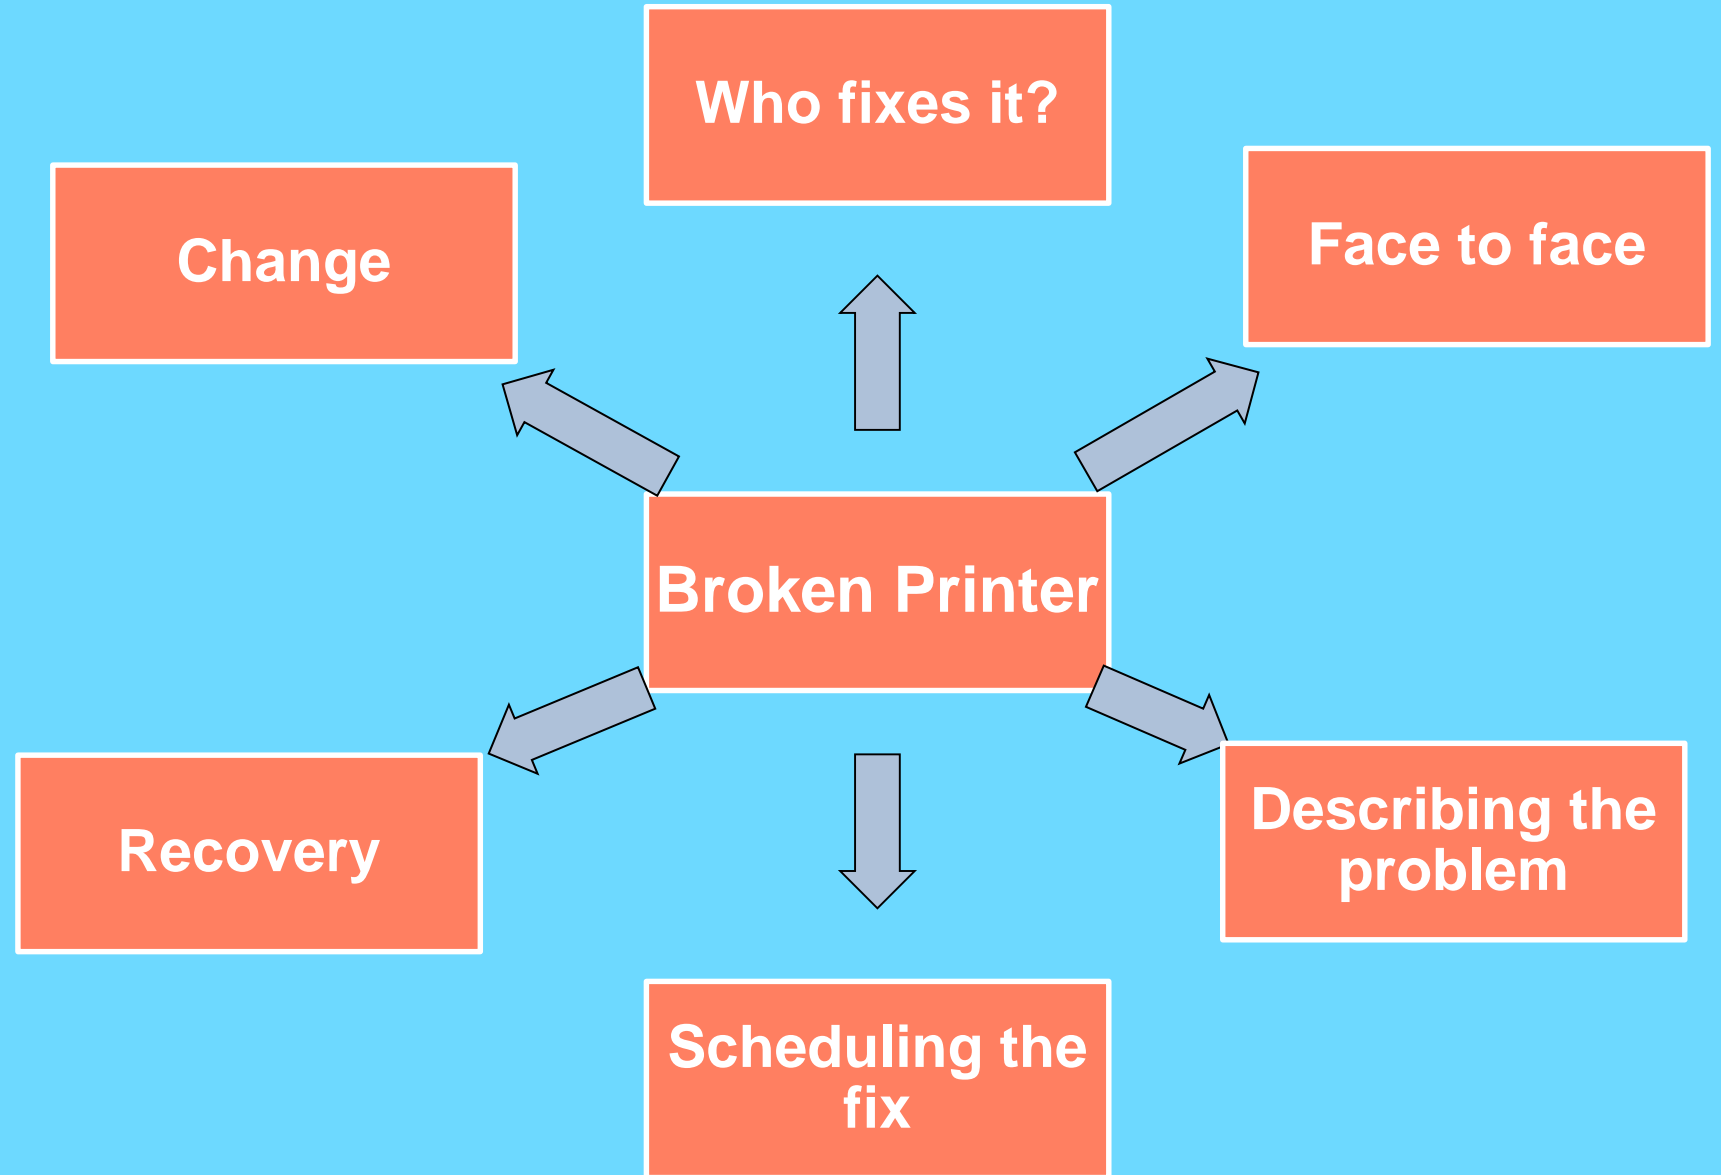 Who fixes it?
Face to face
Change
Broken Printer
Describing the
problem
Recovery
Scheduling the
fix